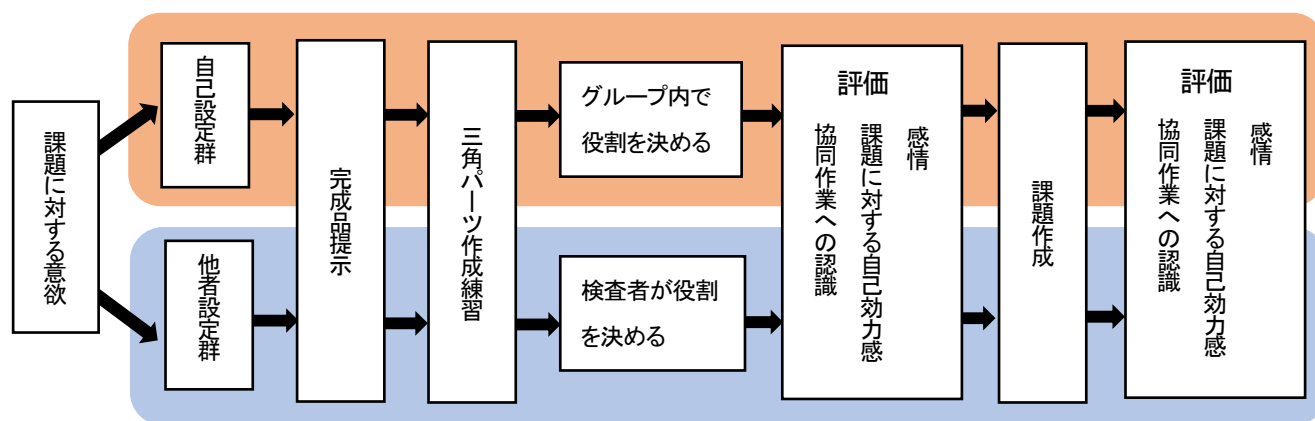 課題に対する意欲
自己設定群
他者設定群
完成品提示
三角パーツ作成練習
グループ内で
役割を決める
検査者が役割
を決める
評価
感情
課題に対する自己効力感
協同作業への認識
課題作成
評価
感情
課題に対する自己効力感
協同作業への認識